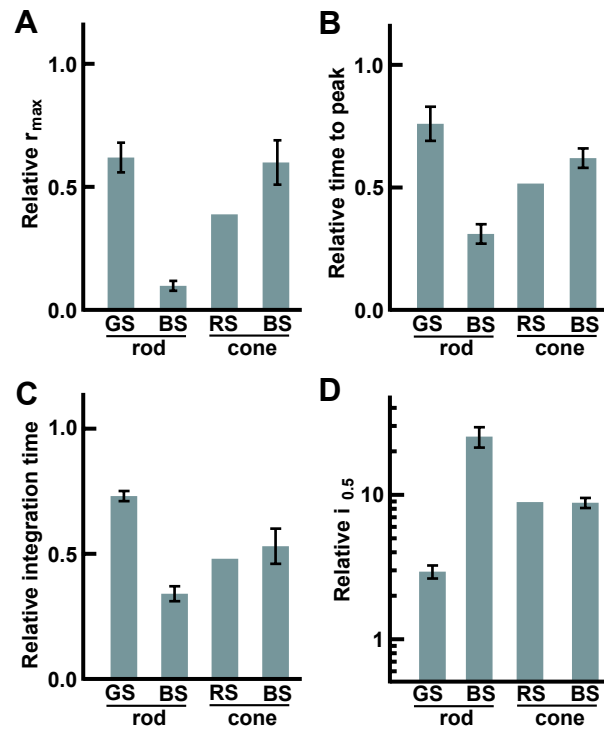 A
Relative r max
1.0
0.5
0.0
GS BS RS BS
rod cone
B
Relative time to peak
1.0
0.5
0.0
GS BS RS BS
rod cone
C
Relative integration time
1.0
0.5
0.0
GS BS RS BS
rod cone
D
Relative i 0.5
10
1
GS BS RS BS
rod cone